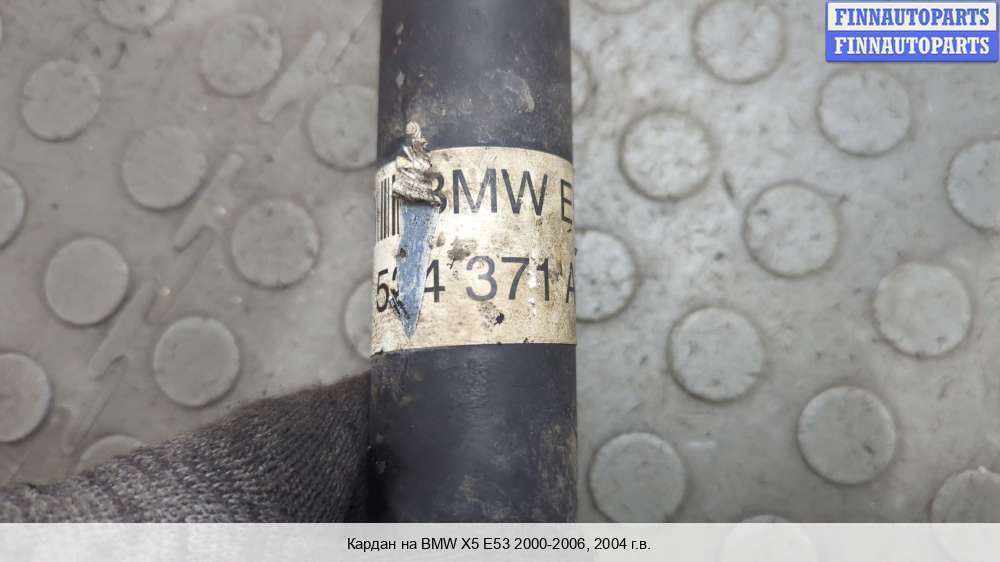 FINNAUTOPARTS
FINNAUTOPARTS
BMW E
371 A
Кардан на BMW X5 E53 2000-2006, 2004 г.в.